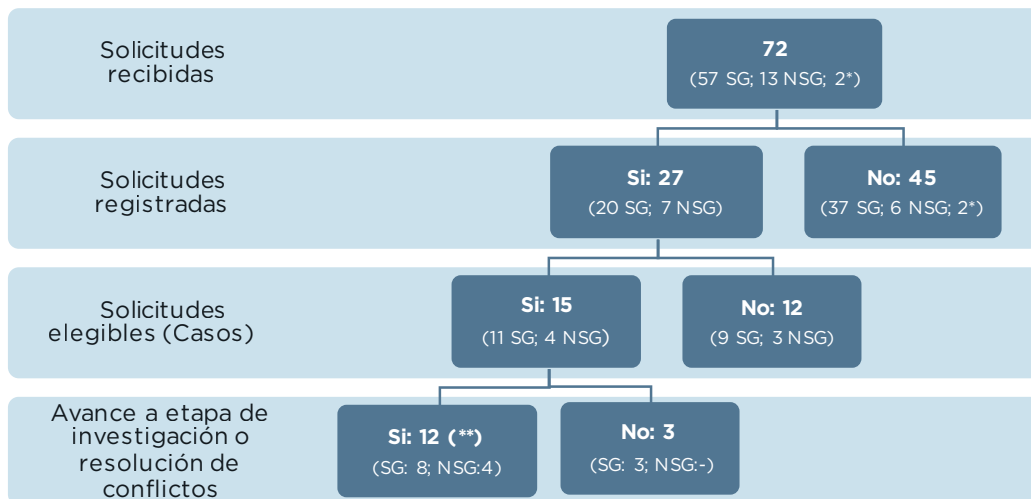 Solicitudes
recibidas
72
(57 SG; 13 NSG; 2*)
Solicitudes
registradas
Si: 27
(20 SG; 7 NSG)
No: 45
(37 SG; 6 NSG; 2*)
Solicitudes
elegibles (Casos)
Si: 15
(11 SG; 4 NSG)
No: 12
(9 SG; 3 NSG)
Avance a etapa de
investigación o
resolución de
conflictos
Si: 12 (**)
(SG: 8; NSG:4)
No: 3
(SG: 3; NSG:-)